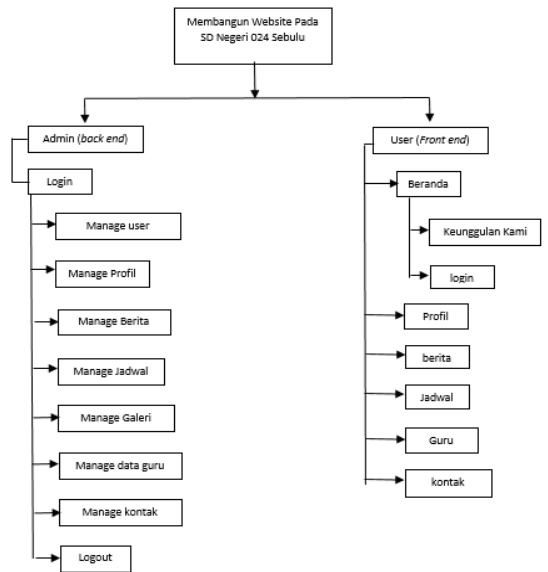 Membangun Website Pada
SD Negeri 024 Sebulu
Admin (back end)
Login
Manage user
Manage Profil
Manage Berita
Manage Jadwal
Manage Galeri
Manage data guru
Manage kontak
Logout
User (Front end)
Beranda
Keunggulan Kami
login
Profil
berita
Jadwal
Guru
kontak